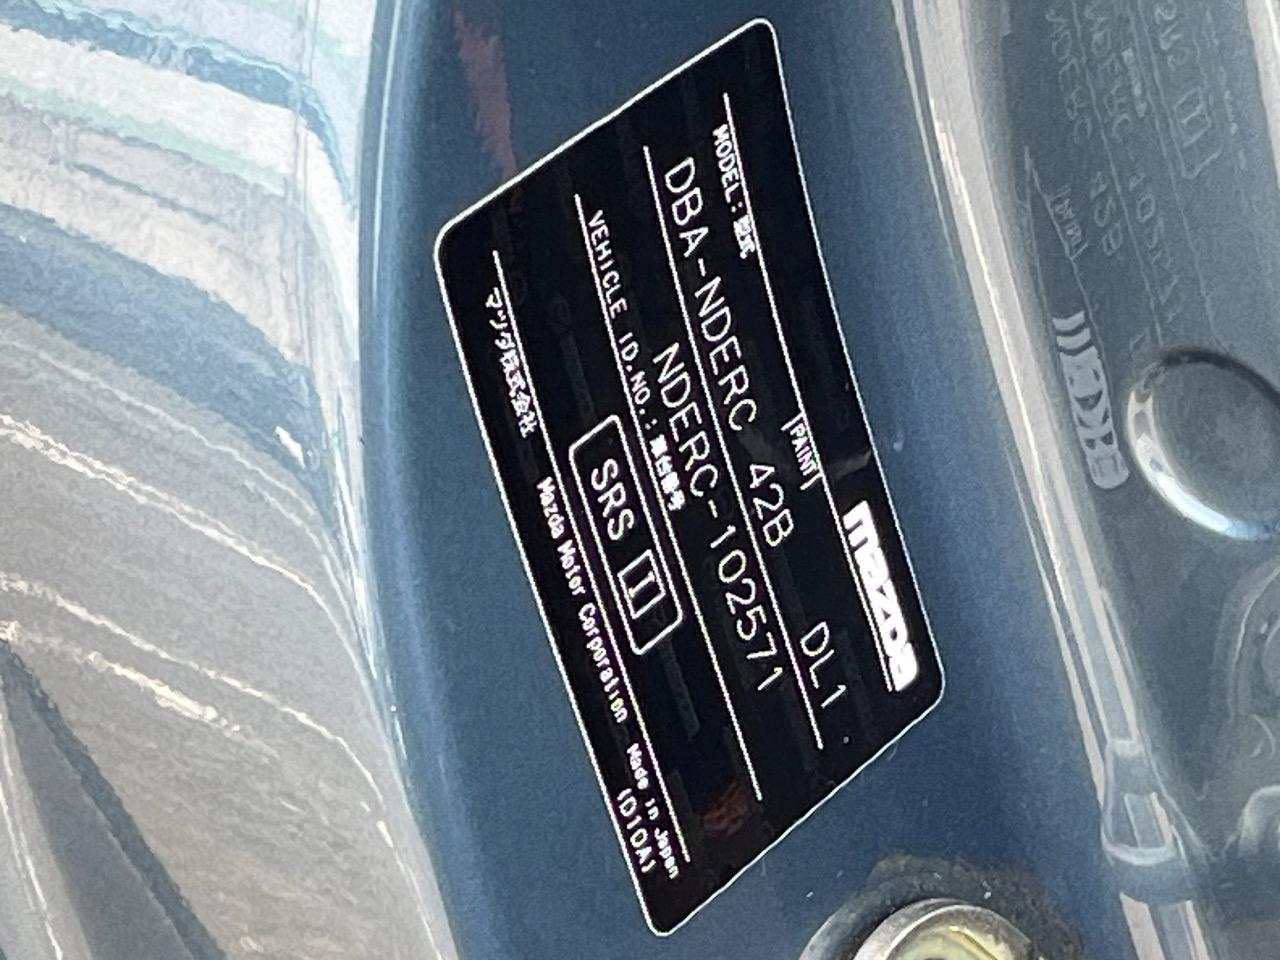 mazda
MODEL:型式
PAINT
DBA-NDERC 42B DL1
VEHICLE ID.NO.:車台番号
NDERC-102571
SRS II
マツダ株式会社 Mazda Motor Corporation Made in Japan
(D10A)